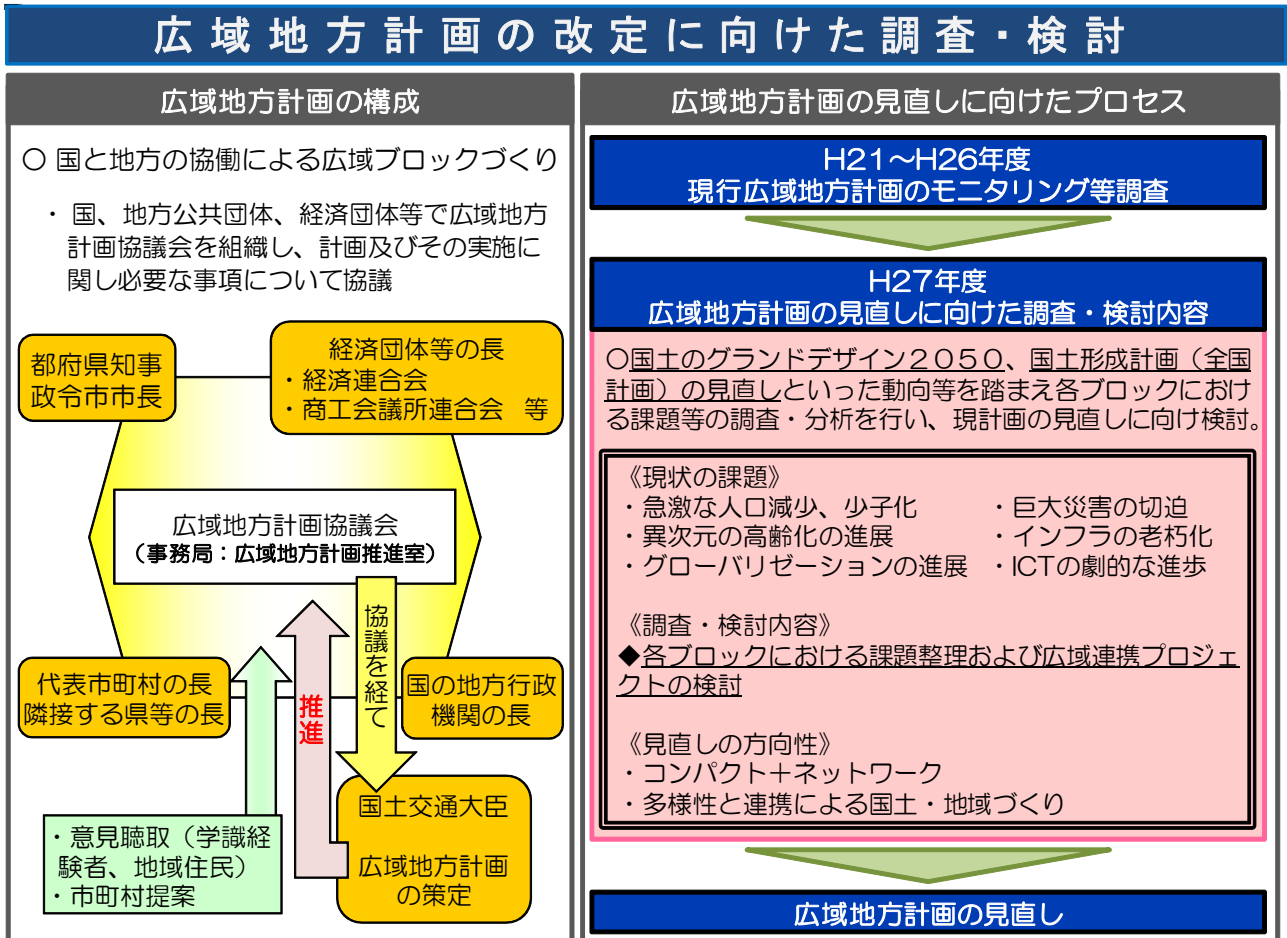 広域地方計画の改定に向けた調査・検討
広域地方計画の構成
〇 国と地方の協働による広域ブロックづくり
・ 国、地方公共団体、経済団体等で広域地方
計画協議会を組織し、計画及びその実施に
関し必要な事項について協議
都府県知事
政令市市長
経済団体等の長
・経済連合会
・商工会議所連合会 等
広域地方計画協議会
（事務局：広域地方計画推進室）
協議を経て
推進
代表市町村の長
隣接する県等の長
国の地方行政
機関の長
国土交通大臣
広域地方計画
の策定
・意見聴取（学識経
験者、地域住民）
・市町村提案
広域地方計画の見直しに向けたプロセス
H21～H26年度
現行広域地方計画のモニタリング等調査
H27年度
広域地方計画の見直しに向けた調査・検討内容
〇国土のグランドデザイン２０５０、国土形成計画（全国
計画）の見直しといった動向等を踏まえ各ブロックにおけ
る課題等の調査・分析を行い、現計画の見直しに向け検討。
《現状の課題》
・急激な人口減少、少子化 ・巨大災害の切迫
・異次元の高齢化の進展 ・インフラの老朽化
・グローバリゼーションの進展 ・ICTの劇的な進歩
《調査・検討内容》
◆各ブロックにおける課題整理および広域連携プロジェ
クトの検討
《見直しの方向性》
・コンパクト＋ネットワーク
・多様性と連携による国土・地域づくり
広域地方計画の見直し